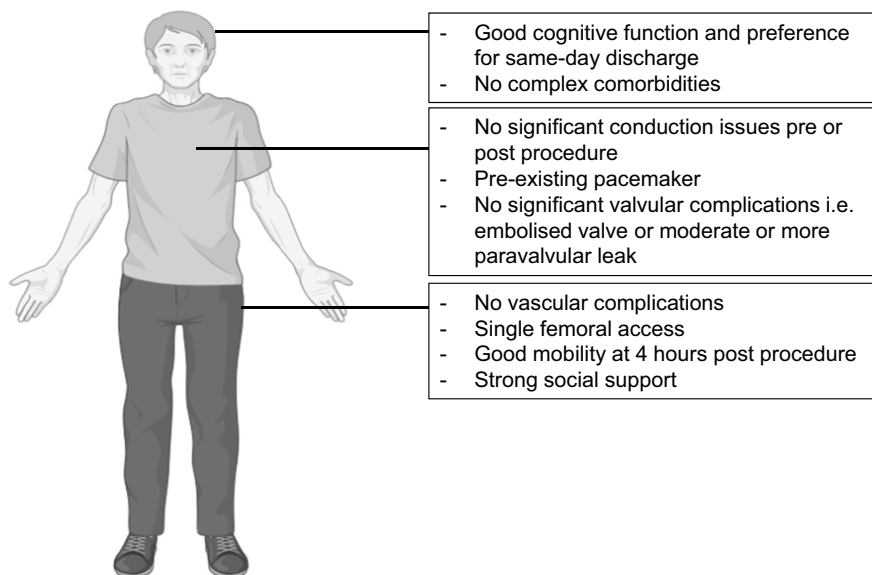 - Good cognitive function and preference
for same-day discharge
- No complex comorbidities
- No significant conduction issues pre or
post procedure
- Pre-existing pacemaker
- No significant valvular complications i.e.
embolised valve or moderate or more
paravalvular leak
- No vascular complications
- Single femoral access
- Good mobility at 4 hours post procedure
- Strong social support